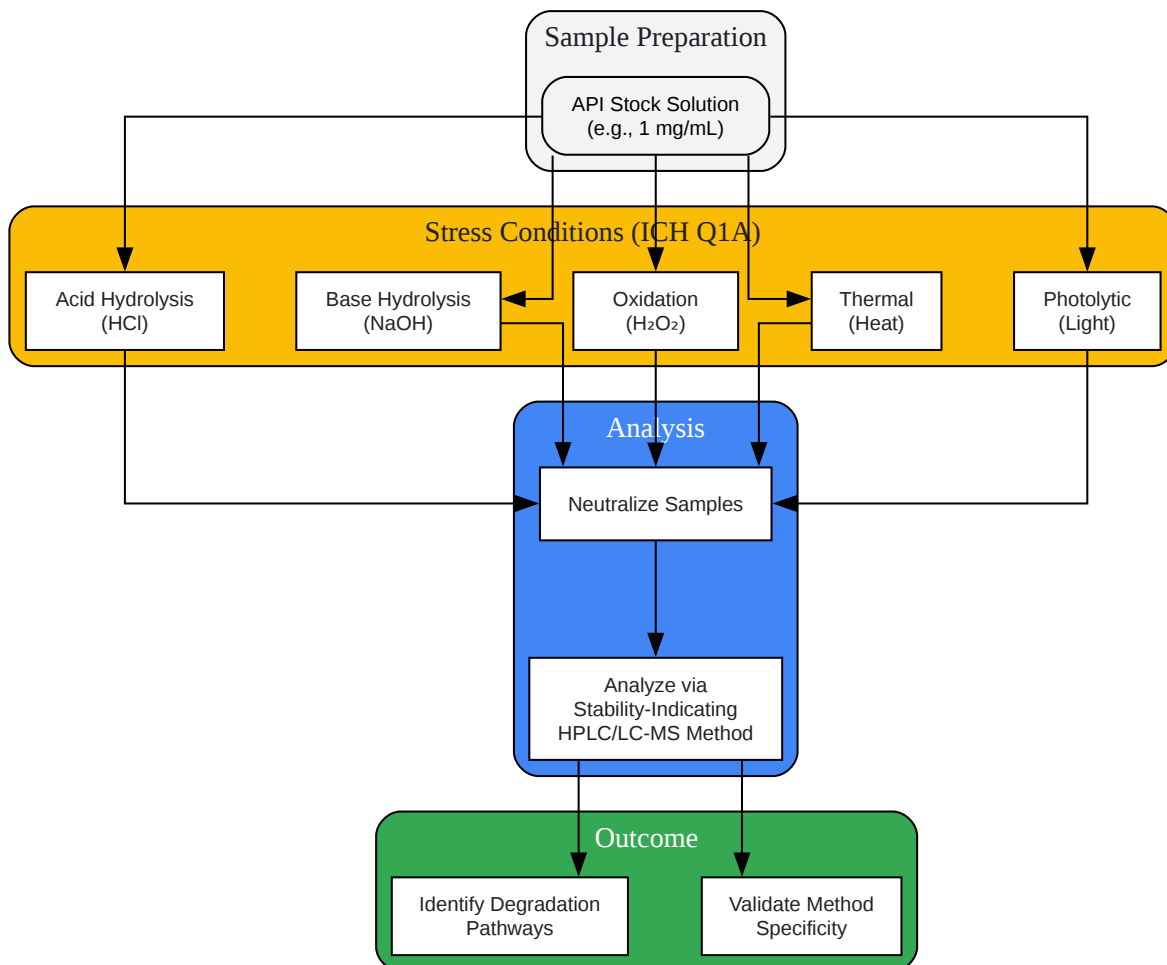 Sample Preparation
API Stock Solution
(e.g., 1 mg/mL)
Stress Conditions (ICH Q1A)
Acid Hydrolysis
(HCl)
Base Hydrolysis
(NaOH)
Oxidation
(H₂O₂)
Thermal
(Heat)
Photolytic
(Light)
Analysis
Neutralize Samples
Analyze via
Stability-Indicating
HPLC/LC-MS Method
Outcome
Identify Degradation
Pathways
Validate Method
Specificity